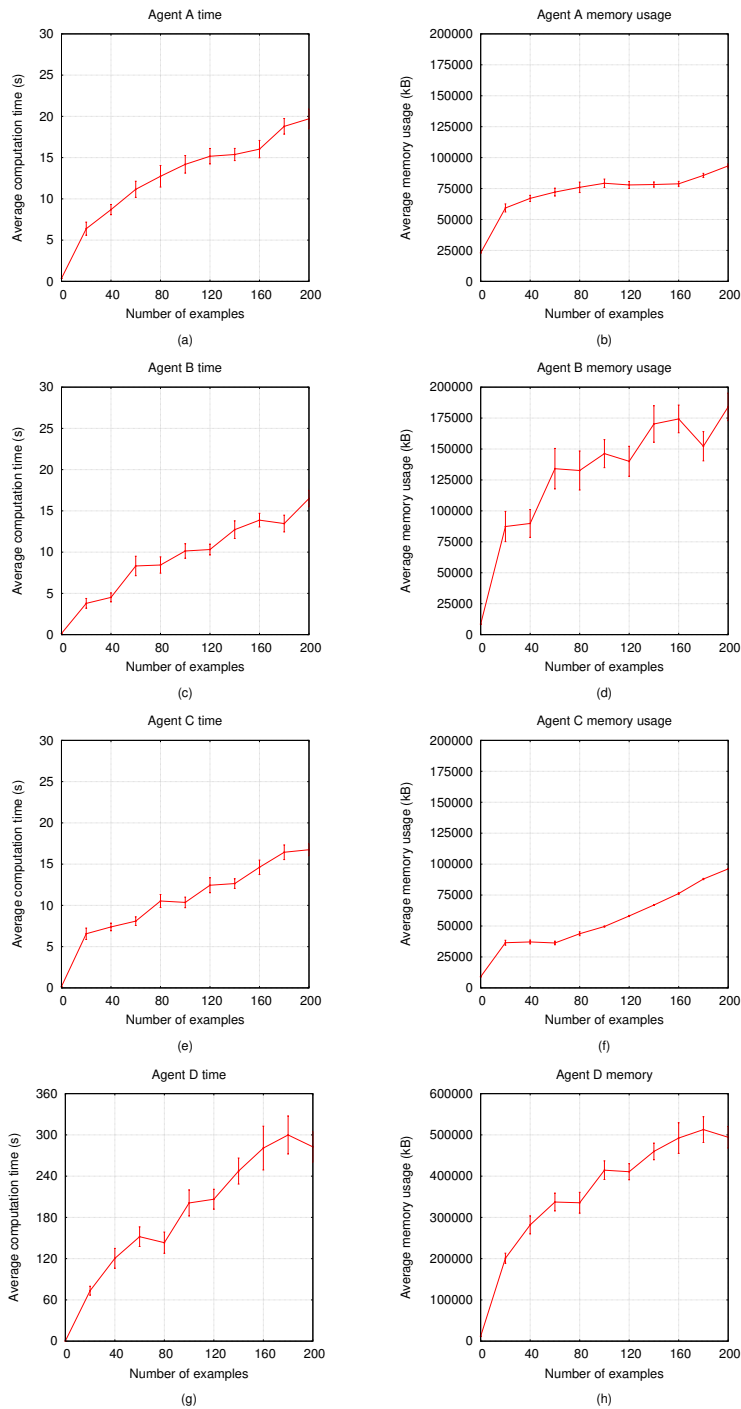 Agent A time
Average computation time (s)
30
25
20
15
10
5
0
0 40 80 120 160 200
Number of examples
(a)
Agent A memory usage
Average memory usage (kB)
200000
175000
150000
125000
100000
75000
50000
25000
0
0 40 80 120 160 200
Number of examples
(b)
Agent B time
Average computation time (s)
30
25
20
15
10
5
0
0 40 80 120 160 200
Number of examples
(c)
Agent B memory usage
Average memory usage (kB)
200000
175000
150000
125000
100000
75000
50000
25000
0
0 40 80 120 160 200
Number of examples
(d)
Agent C time
Average computation time (s)
30
25
20
15
10
5
0
0 40 80 120 160 200
Number of examples
(e)
Agent C memory usage
Average memory usage (kB)
200000
175000
150000
125000
100000
75000
50000
25000
0
0 40 80 120 160 200
Number of examples
(f)
Agent D time
Average computation time (s)
360
300
240
180
120
60
0
0 40 80 120 160 200
Number of examples
(g)
Agent D memory
Average memory usage (kB)
600000
500000
400000
300000
200000
100000
0
0 40 80 120 160 200
Number of examples
(h)